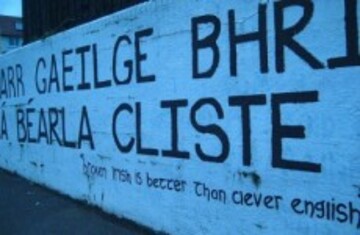 ARR GAEILGE BHRI
Á BÉARLA CLISTE
broken Irish is better than clever english